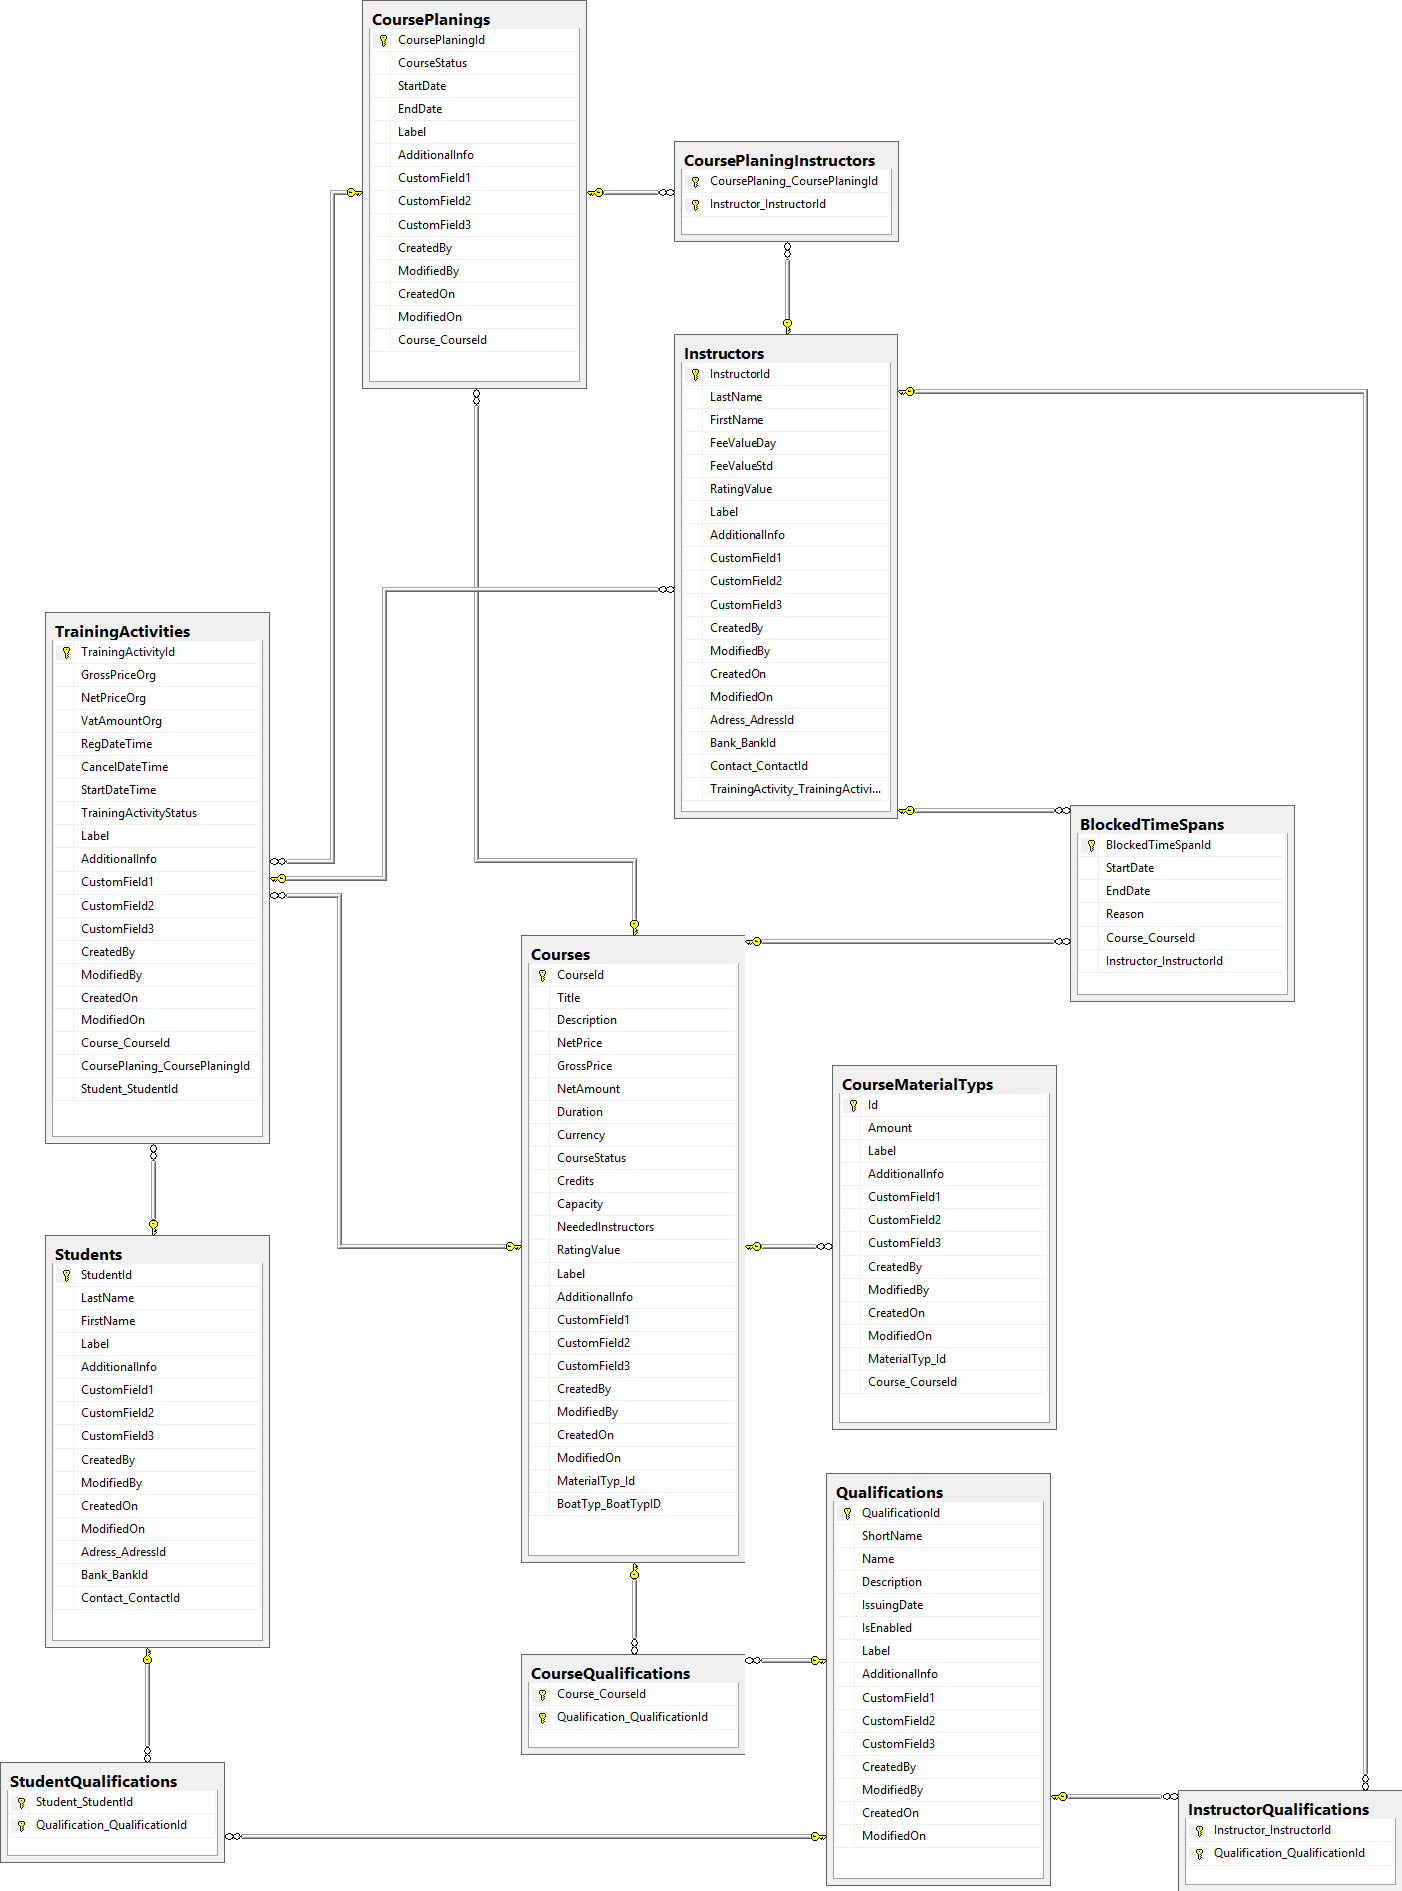 CoursePlanings
CoursePlaningId
CourseStatus
StartDate
EndDate
Label
AdditionalInfo
CustomField1
CustomField2
CustomField3
CreatedBy
ModifiedBy
CreatedOn
ModifiedOn
Course_CourseId
CoursePlaningInstructors
CoursePlaning_CoursePlaningId
Instructor_InstructorId
Instructors
InstructorId
LastName
FirstName
FeeValueDay
FeeValueStd
RatingValue
Label
AdditionalInfo
CustomField1
CustomField2
CustomField3
CreatedBy
ModifiedBy
CreatedOn
ModifiedOn
Adress_AdressId
Bank_BankId
Contact_ContactId
TrainingActivity_TrainingActivi...
TrainingActivities
TrainingActivityId
GrossPriceOrg
NetPriceOrg
VatAmountOrg
RegDateTime
CancelDateTime
StartDateTime
TrainingActivityStatus
Label
AdditionalInfo
CustomField1
CustomField2
CustomField3
CreatedBy
ModifiedBy
CreatedOn
ModifiedOn
Course_CourseId
CoursePlaning_CoursePlaningId
Student_StudentId
BlockedTimeSpans
BlockedTimeSpanId
StartDate
EndDate
Reason
Course_CourseId
Instructor_InstructorId
Courses
CourseId
Title
Description
NetPrice
GrossPrice
NetAmount
Duration
Currency
CourseStatus
Credits
Capacity
NeededInstructors
RatingValue
Label
AdditionalInfo
CustomField1
CustomField2
CustomField3
CreatedBy
ModifiedBy
CreatedOn
ModifiedOn
MaterialTyp_Id
BoatTyp_BoatTypID
CourseMaterialTyps
Id
Amount
Label
AdditionalInfo
CustomField1
CustomField2
CustomField3
CreatedBy
ModifiedBy
CreatedOn
ModifiedOn
MaterialTyp_Id
Course_CourseId
Students
StudentId
LastName
FirstName
Label
AdditionalInfo
CustomField1
CustomField2
CustomField3
CreatedBy
ModifiedBy
CreatedOn
ModifiedOn
Adress_AdressId
Bank_BankId
Contact_ContactId
Qualifications
QualificationId
ShortName
Name
Description
IssuingDate
IsEnabled
Label
AdditionalInfo
CustomField1
CustomField2
CustomField3
CreatedBy
ModifiedBy
CreatedOn
ModifiedOn
CourseQualifications
Course_CourseId
Qualification_QualificationId
StudentQualifications
Student_StudentId
Qualification_QualificationId
InstructorQualifications
Instructor_InstructorId
Qualification_QualificationId